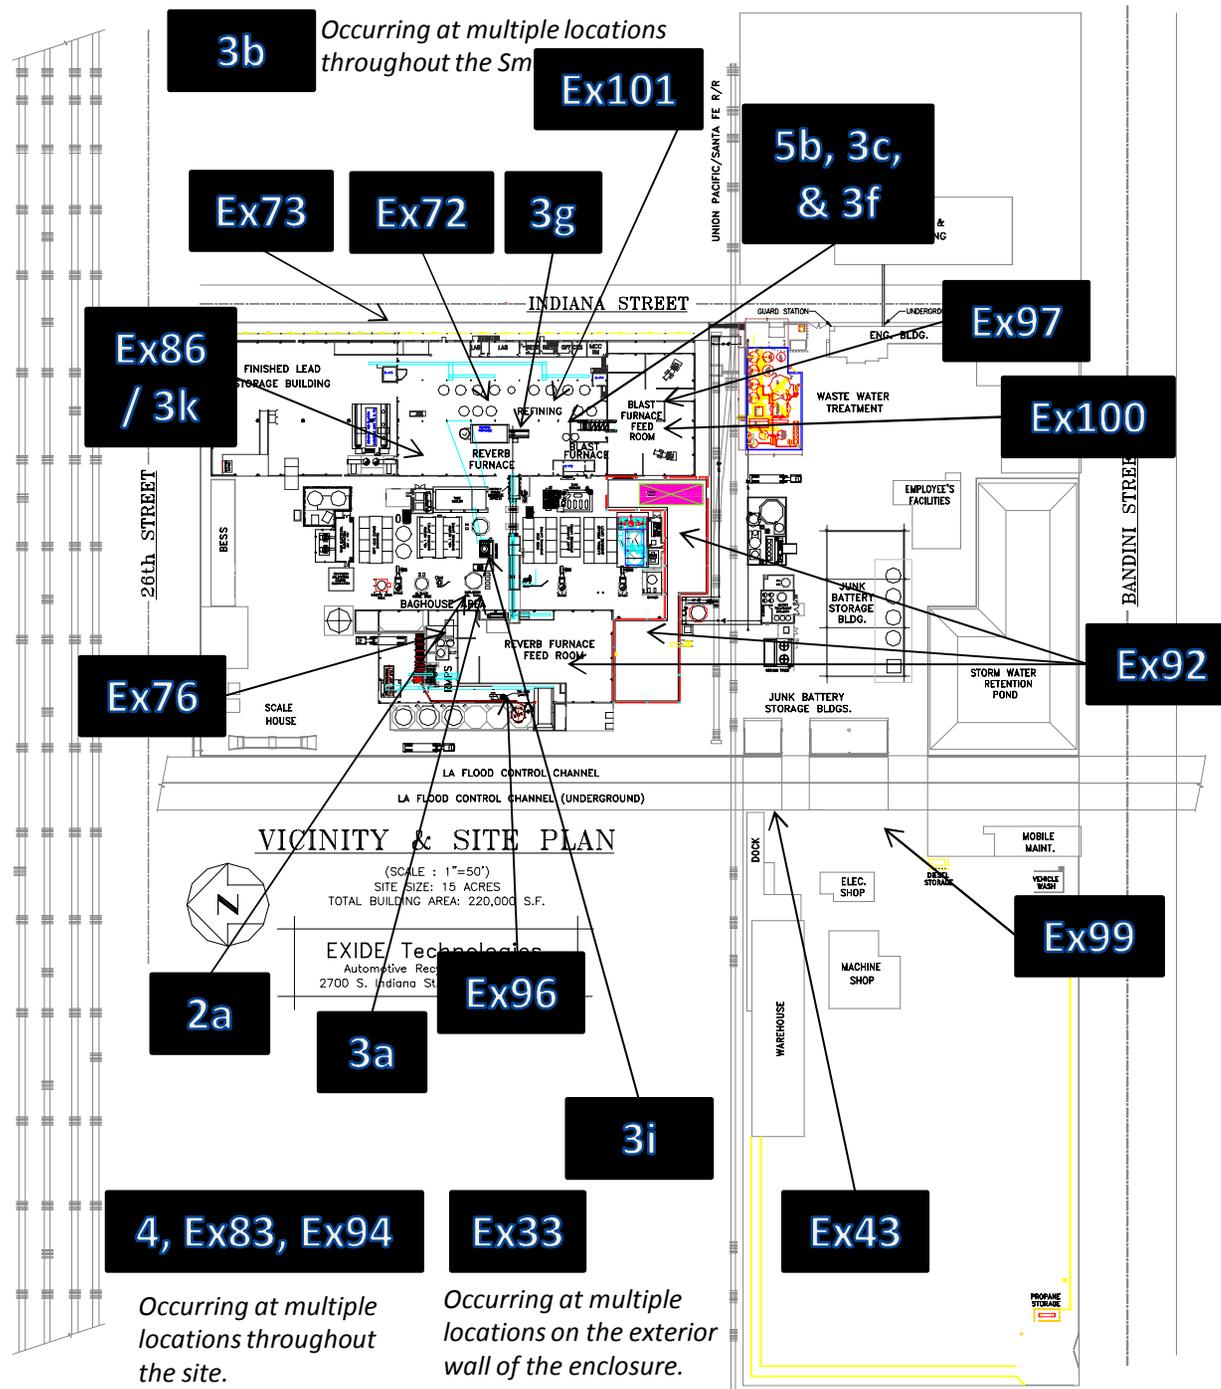 3b
Occurring at multiple locations
throughout the Sm
Ex101
UNION PACIFIC/SANTA FE R/R
5b, 3c,
& 3f
Ex73
Ex72
3g
&
NG
INDIANA STREET
GUARD STATION
UNDERGRO
ENG. BLDG.
Ex97
Ex86
/ 3k
LAB
LAB
OFFICES
MCC
RM
FINISHED LEAD
STORAGE BUILDING
REFINING
BLAST
FURNACE
FEED
ROOM
WASTE WATER
TREATMENT
Ex100
REVERB
FURNACE
BLAST
FURNACE
26th STREET
BESS
EMPLOYEE'S
FACILITIES
BANDINI STRE
BAGHOUSE AREA
JUNK
BATTERY
STORAGE
BLDG.
REVERB FURNACE
FEED ROOM
RMPS
Ex76
Ex92
STORM WATER
RETENTION
POND
SCALE
HOUSE
JUNK BATTERY
STORAGE BLDGS.
LA FLOOD CONTROL CHANNEL
LA FLOOD CONTROL CHANNEL (UNDERGROUND)
VICINITY & SITE PLAN
(SCALE : 1"=50')
SITE SIZE: 15 ACRES
TOTAL BUILDING AREA: 220,000 S.F.
N
DOCK
MOBILE
MAINT.
ELEC.
SHOP
DIESEL
STORAGE
VEHICLE
WASH
EXIDE Technologies
Automotive Recy
2700 S. Indiana St.
Ex96
Ex99
MACHINE
SHOP
WAREHOUSE
2a
3a
3i
4, Ex83, Ex94
Ex33
Ex43
Occurring at multiple
locations throughout
the site.
Occurring at multiple
locations on the exterior
wall of the enclosure.
PROPANE
STORAGE